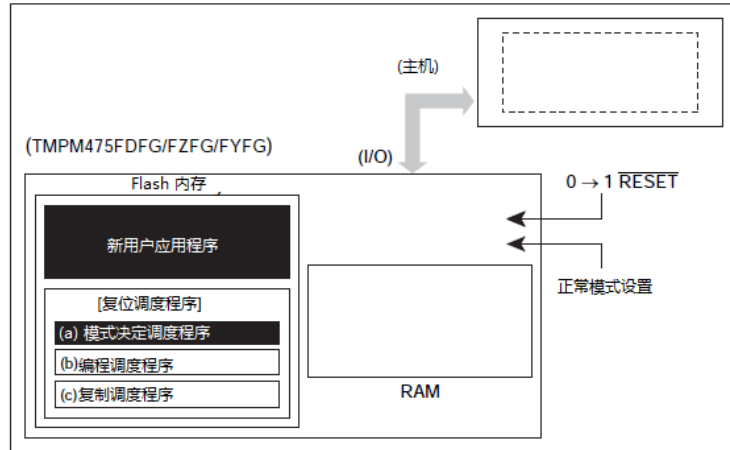 (主机)
(TMPM475FDFG/FZFG/FYFG)
(I/O)
Flash 内存
0 → 1 RESET
新用户应用程序
正常模式设置
[复位调度程序]
(a) 模式决定调度程序
(b)编程调度程序
(c)复制调度程序
RAM